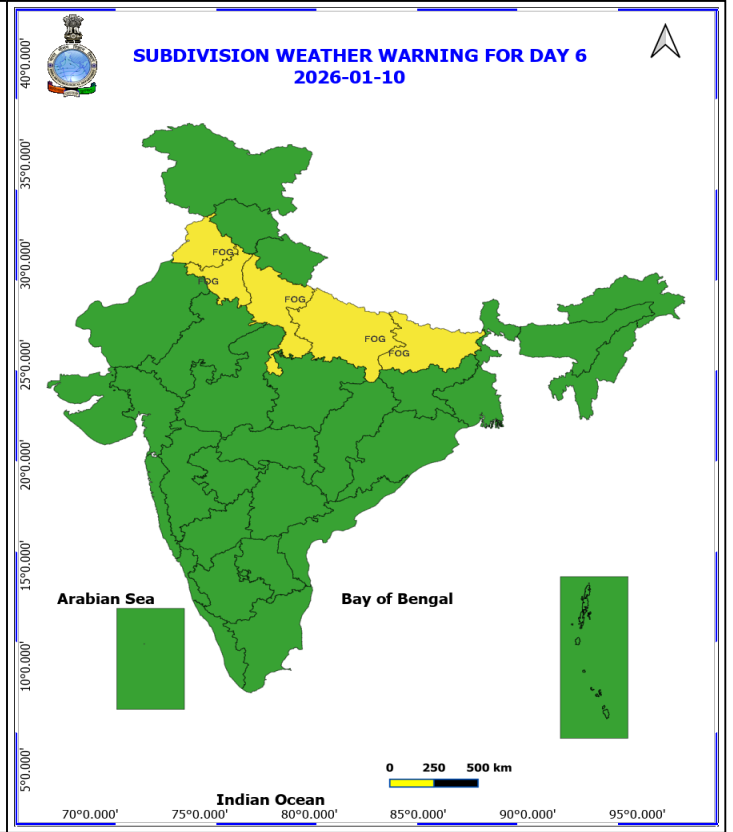 SUBDIVISION WEATHER WARNING FOR DAY 6
2026-01-10
40°0.000'
35°0.000'
30°0.000'
25°0.000'
20°0.000'
15°0.000'
10°0.000'
5°0.000'
FOG
FOG
FOG
FOG
FOG
Arabian Sea
Bay of Bengal
0 250 500 km
Indian Ocean
70°0.000' 75°0.000' 80°0.000' 85°0.000' 90°0.000' 95°0.000'